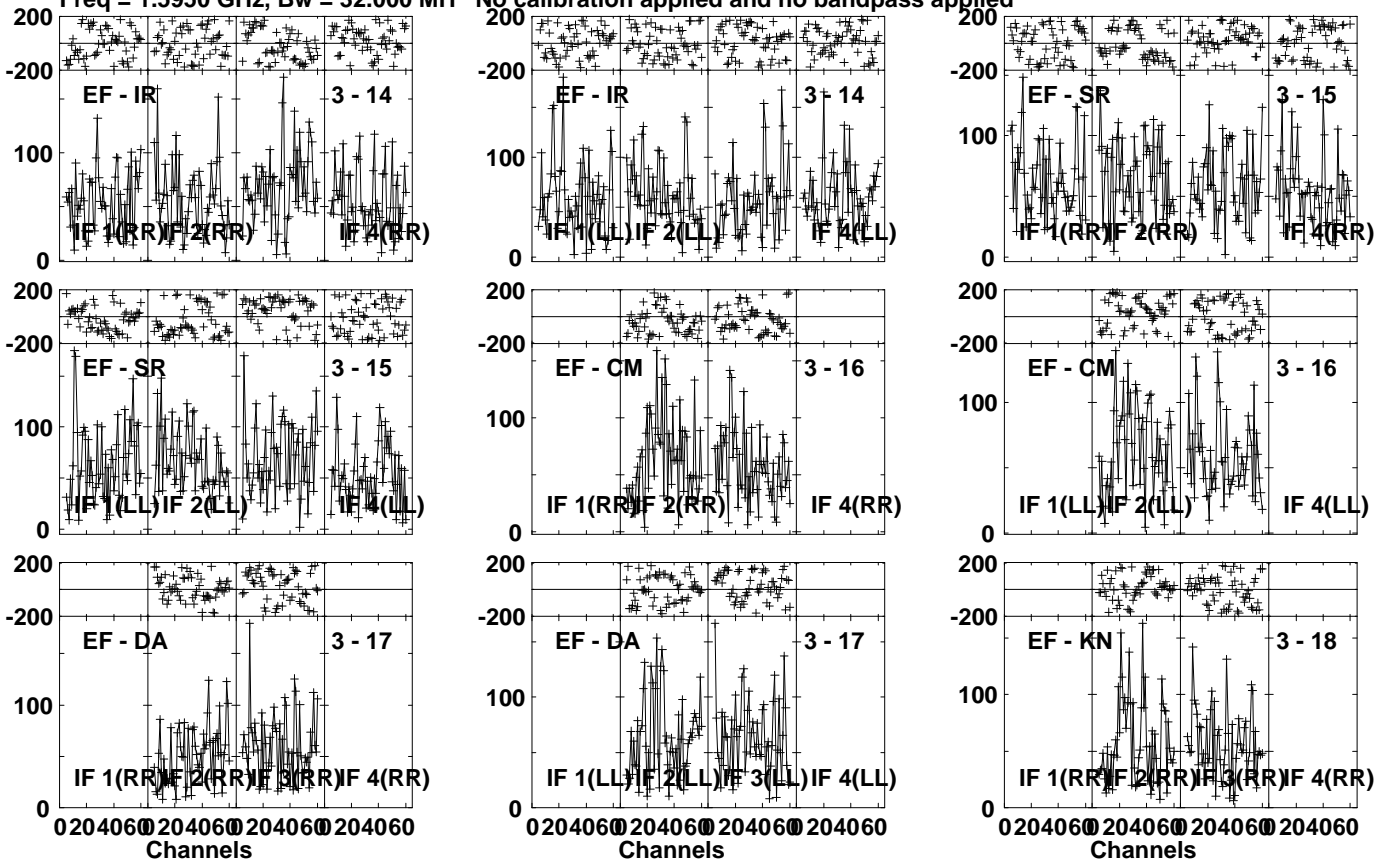 Freq = 1.5950 GHz, Bw = 32.000 MH No calibration applied and no bandpass applied
200
-200
EF - IR 3 - 14
100
IF 1(RR) IF 2(RR) IF 4(RR)
0
200
-200
EF - IR 3 - 14
100
IF 1(LL) IF 2(LL) IF 4(LL)
0
200
-200
EF - SR 3 - 15
100
IF 1(RR) IF 2(RR) IF 4(RR)
0
200
-200
EF - SR 3 - 15
100
IF 1(LL) IF 2(LL) IF 4(LL)
0
200
-200
EF - CM 3 - 16
100
IF 1(RR) IF 2(RR) IF 4(RR)
0
200
-200
EF - CM 3 - 16
100
IF 1(LL) IF 2(LL) IF 4(LL)
0
200
-200
EF - DA 3 - 17
100
IF 1(RR) IF 2(RR) IF 3(RR) IF 4(RR)
0
0 20 40 60 0 20 40 60 0 20 40 60 0 20 40 60
Channels
200
-200
EF - DA 3 - 17
100
IF 1(LL) IF 2(LL) IF 3(LL) IF 4(LL)
0
0 20 40 60 0 20 40 60 0 20 40 60 0 20 40 60
Channels
200
-200
EF - KN 3 - 18
100
IF 1(RR) IF 2(RR) IF 3(RR) IF 4(RR)
0
0 20 40 60 0 20 40 60 0 20 40 60 0 20 40 60
Channels